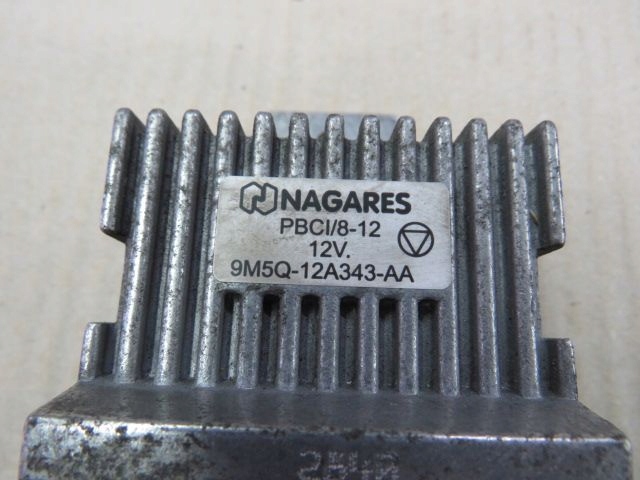 NAGARES
PBCI/8-12
12V.
9M5Q-12A343-AA